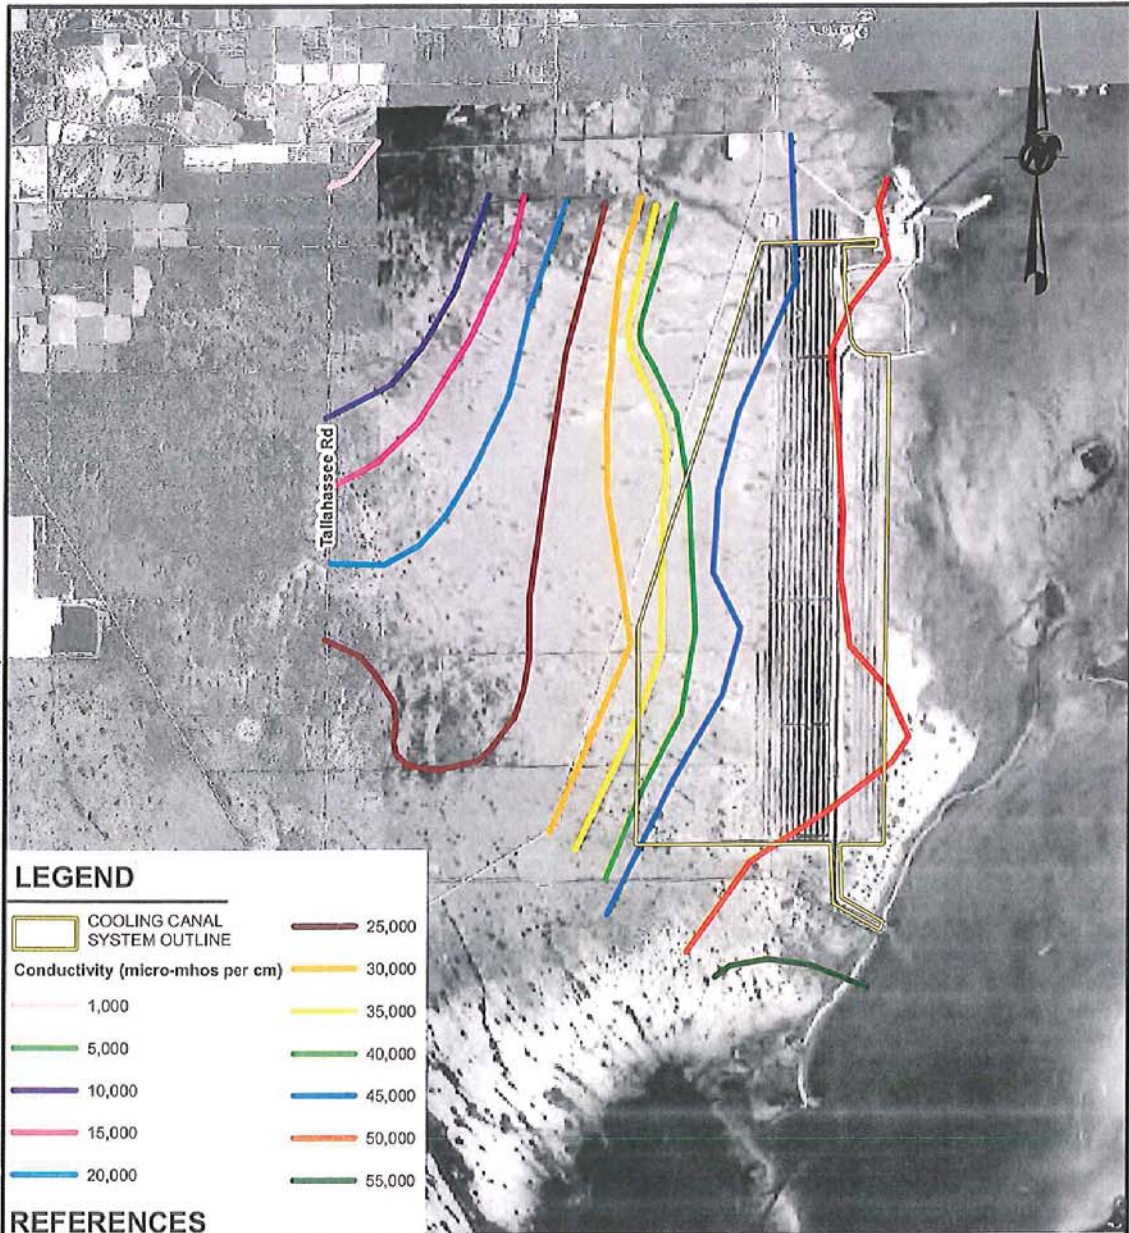 Tallahassee Rd
LEGEND
COOLING CANAL
SYSTEM OUTLINE
Conductivity (micro-mhos per cm)
1,000
5,000
10,000
15,000
20,000
25,000
30,000
35,000
40,000
45,000
50,000
55,000
REFERENCES